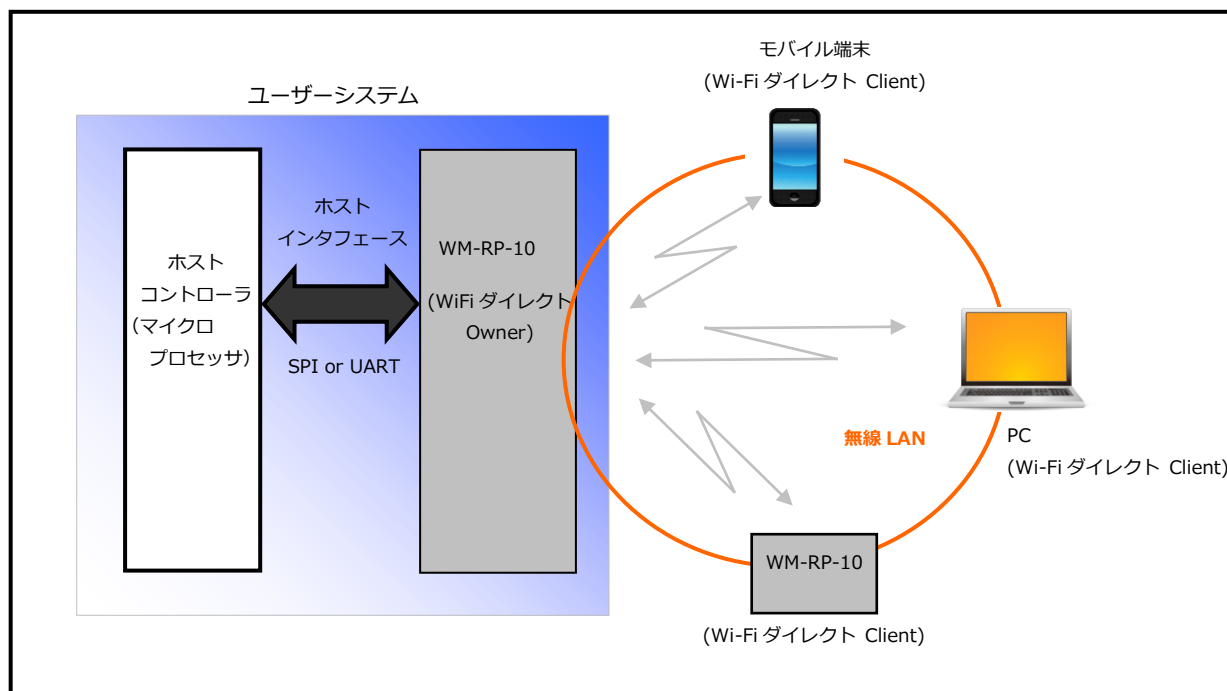 モバイル端末
(Wi-Fi ダイレクト Client)
ユーザーシステム
ホスト
インタフェース
ホスト
コントローラ
(マイクロ
プロセッサ)
SPI or UART
WM-RP-10
(WiFi ダイレクト
Owner)
無線 LAN
PC
(Wi-Fi ダイレクト Client)
WM-RP-10
(Wi-Fi ダイレクト Client)